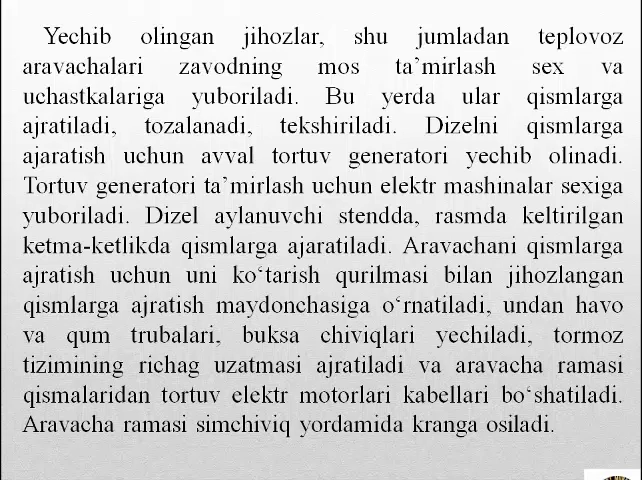 Yechib olingan jihozlar, shu jumladan teplovoz
aravachalari zavodning mos ta’mirlash sex va
uchastkalariga yuboriladi. Bu yerda ular qismlarga
ajratiladi, tozalanadi, tekshiriladi. Dizelni qismlarga
ajaratish uchun avval tortuv generatori yechib olinadi.
Tortuv generatori ta’mirlash uchun elektr mashinalar sexiga
yuboriladi. Dizel aylanuvchi stendda, rasmda keltirilgan
ketma-ketlikda qismlarga ajaratiladi. Aravachani qismlarga
ajratish uchun uni ko‘tarish qurilmasi bilan jihozlangan
qismlarga ajratish maydonchasiga o‘rnatiladi, undan havo
va qum trubalari, buksa chiviqlari yechiladi, tormoz
tizimining richag uzatmasi ajratiladi va aravacha ramasi
qismalaridan tortuv elektr motorlari kabellari bo‘shatiladi.
Aravacha ramasi simchiviq yordamida kranga osiladi.